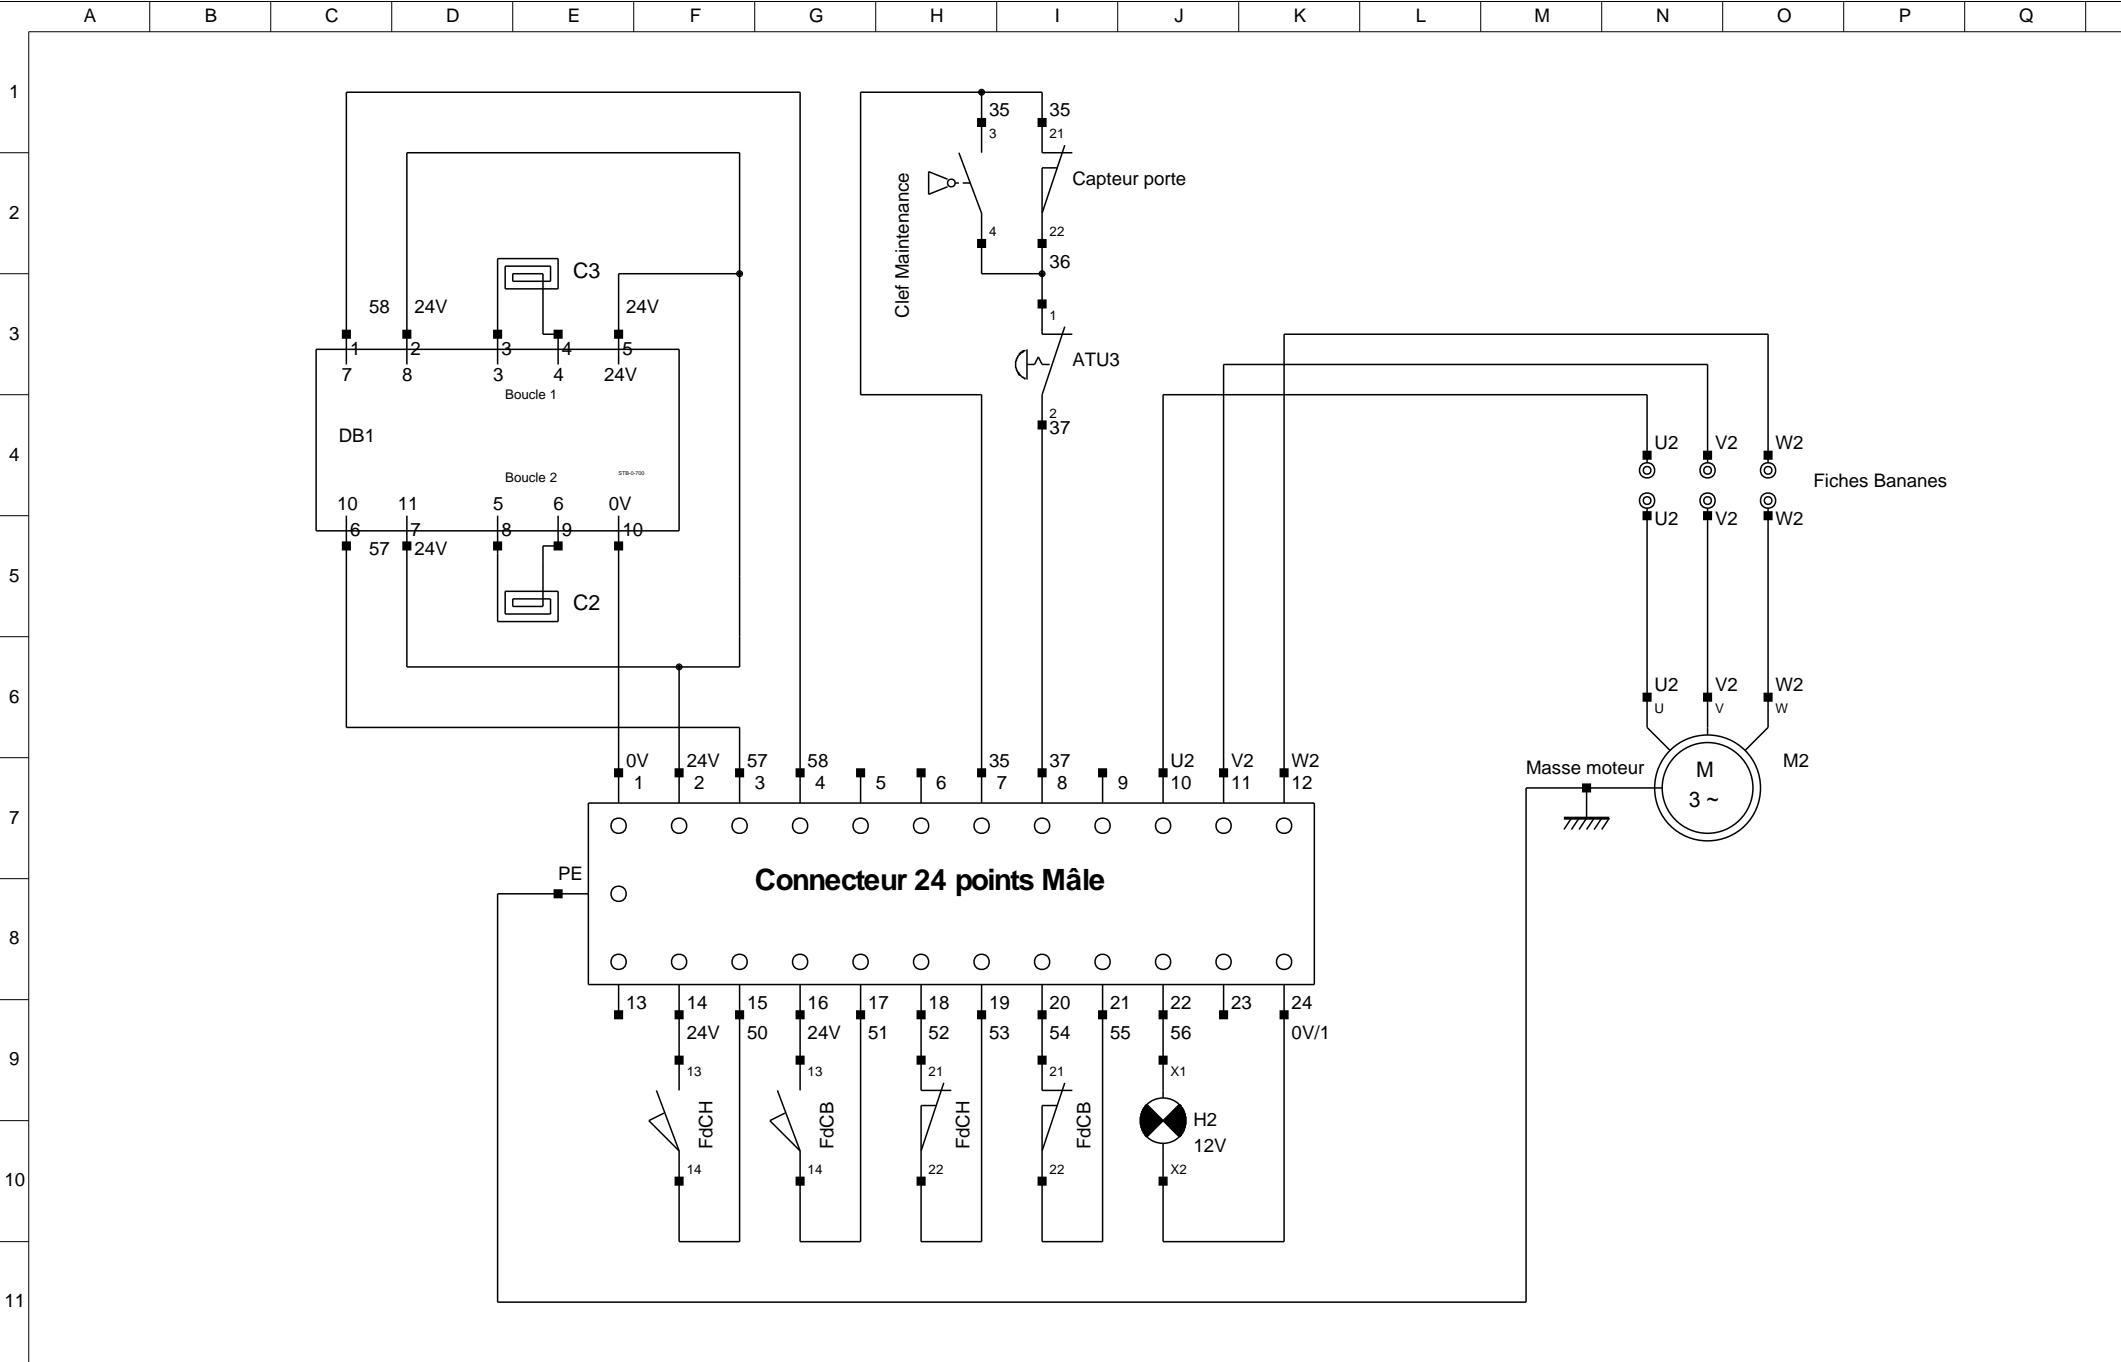 A B C D E F G H I J K L M N O P Q
1
35 35
3 21
Capteur porte
Clef Maintenance
2
4 22
36
C3
58 24V 24V
3
1 2 3 4 5
1
7 8 3 4 24V
ATU3
Boucle 1
2
37
DB1
4
U2 V2 W2
Boucle 2
STB-0-700
Fiches Bananes
10 11 5 6 0V
U2 V2 W2
6 7 8 9 10
57 24V
5
C2
6
U2 V2 W2
U V W
0V 24V 57 58 35 37 U2 V2 W2
1 2 3 4 5 6 7 8 9 10 11 12
Masse moteur
M2
M
3 ~
7
PE
Connecteur 24 points Mâle
8
13 14 15 16 17 18 19 20 21 22 23 24
24V 50 24V 51 52 53 54 55 56 0V/1
9
13 13 21 21 X1
FdCH FdCB FdCH FdCB
H2
12V
14 14 22 22 X2
10
11